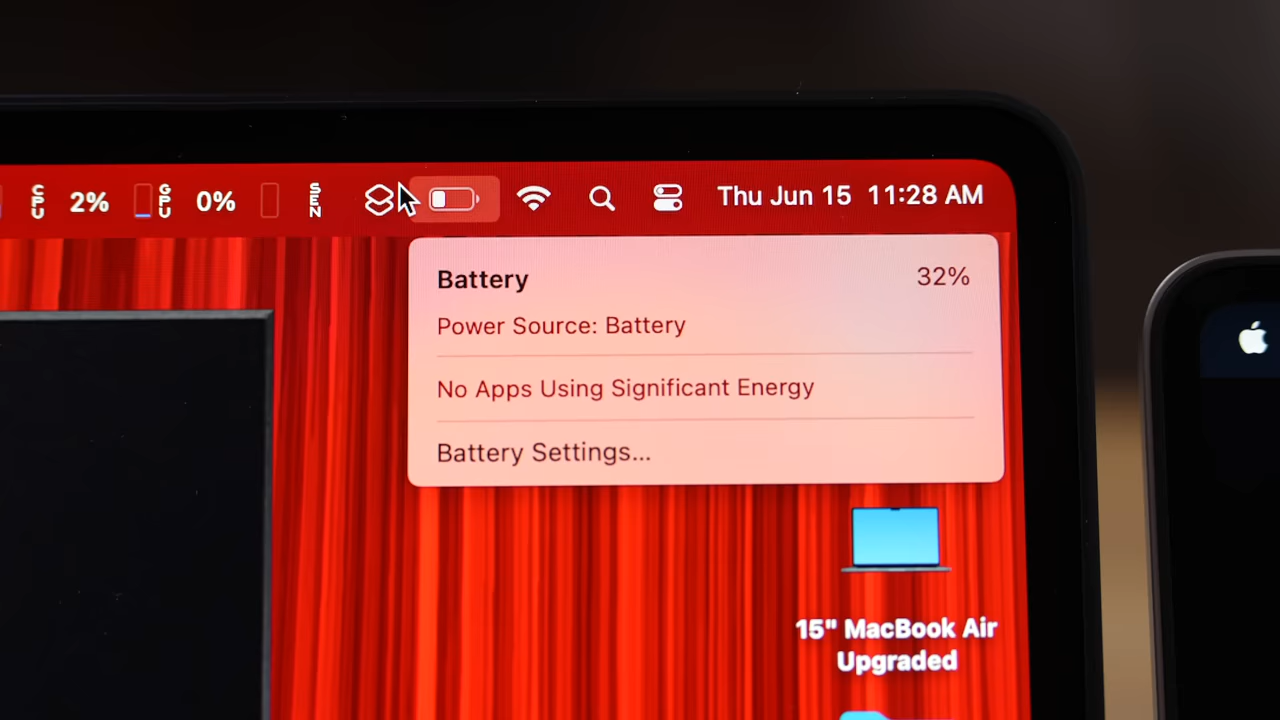 CPU 2% GPU 0% SEN Thu Jun 15 11:28 AM
Battery 32%
Power Source: Battery
No Apps Using Significant Energy
Battery Settings...
15" MacBook Air
Upgraded